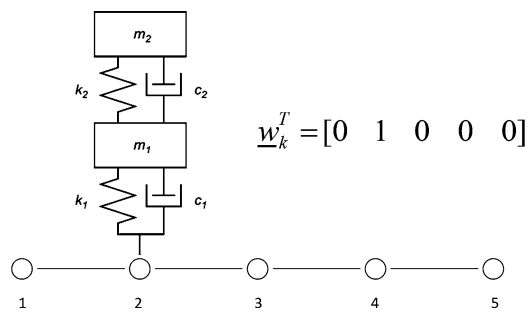 m₂
k₂ c₂
m₁
k₁ c₁
w_k^T = [0 1 0 0 0]
1 2 3 4 5